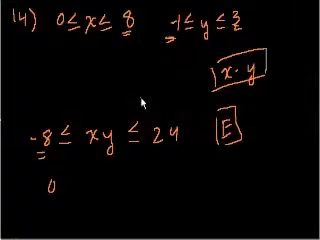 14) 0 ≤ x ≤ 8 -1 ≤ y ≤ 3
x · y
E
-8 ≤ xy ≤ 24
0